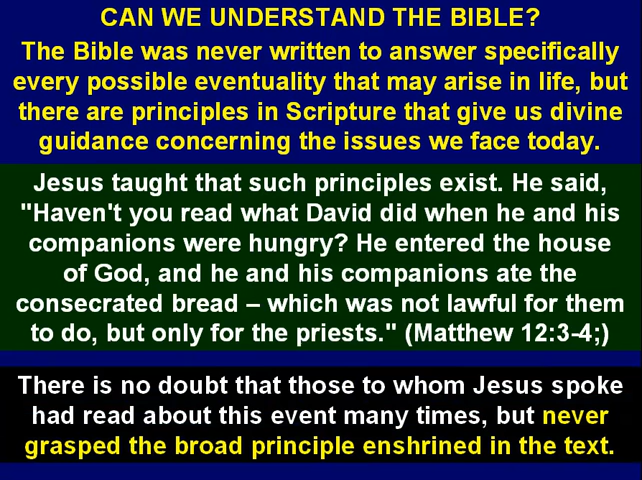 CAN WE UNDERSTAND THE BIBLE?
The Bible was never written to answer specifically
every possible eventuality that may arise in life, but
there are principles in Scripture that give us divine
guidance concerning the issues we face today.
Jesus taught that such principles exist. He said,
"Haven't you read what David did when he and his
companions were hungry? He entered the house
of God, and he and his companions ate the
consecrated bread – which was not lawful for them
to do, but only for the priests." (Matthew 12:3-4;)
There is no doubt that those to whom Jesus spoke
had read about this event many times, but never
grasped the broad principle enshrined in the text.